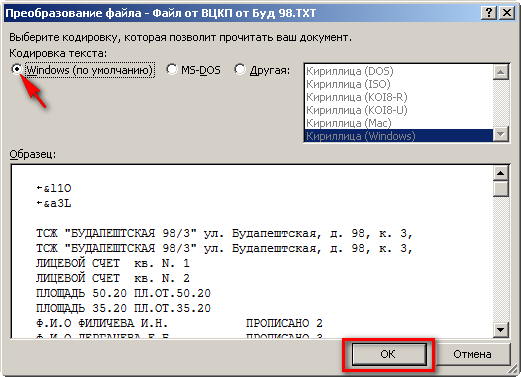 Преобразование файла - Файл от ВЦКП от Буд 98.TXT
Выберите кодировку, которая позволит прочитать ваш документ.
Кодировка текста:
Windows (по умолчанию) MS-DOS Другая:
Кириллица (DOS)
Кириллица (ISO)
Кириллица (KOI8-R)
Кириллица (KOI8-U)
Кириллица (Mac)
Кириллица (Windows)
Образец:
←&l1O
←&a3L
ТСЖ "БУДАПЕШТСКАЯ 98/3" ул. Будапештская, д. 98, к. 3,
ТСЖ "БУДАПЕШТСКАЯ 98/3" ул. Будапештская, д. 98, к. 3,
ЛИЦЕВОЙ СЧЕТ кв. N. 1
ЛИЦЕВОЙ СЧЕТ кв. N. 2
ПЛОЩАДЬ 50.20 ПЛ.ОТ.50.20
ПЛОЩАДЬ 35.20 ПЛ.ОТ.35.20
Ф.И.О ФИЛИЧЕВА И.Н. ПРОПИСАНО 2
Ф.И.О ДЕРГАЧЕВА Е.Б. ПРОПИСАНО 3
ОК Отмена